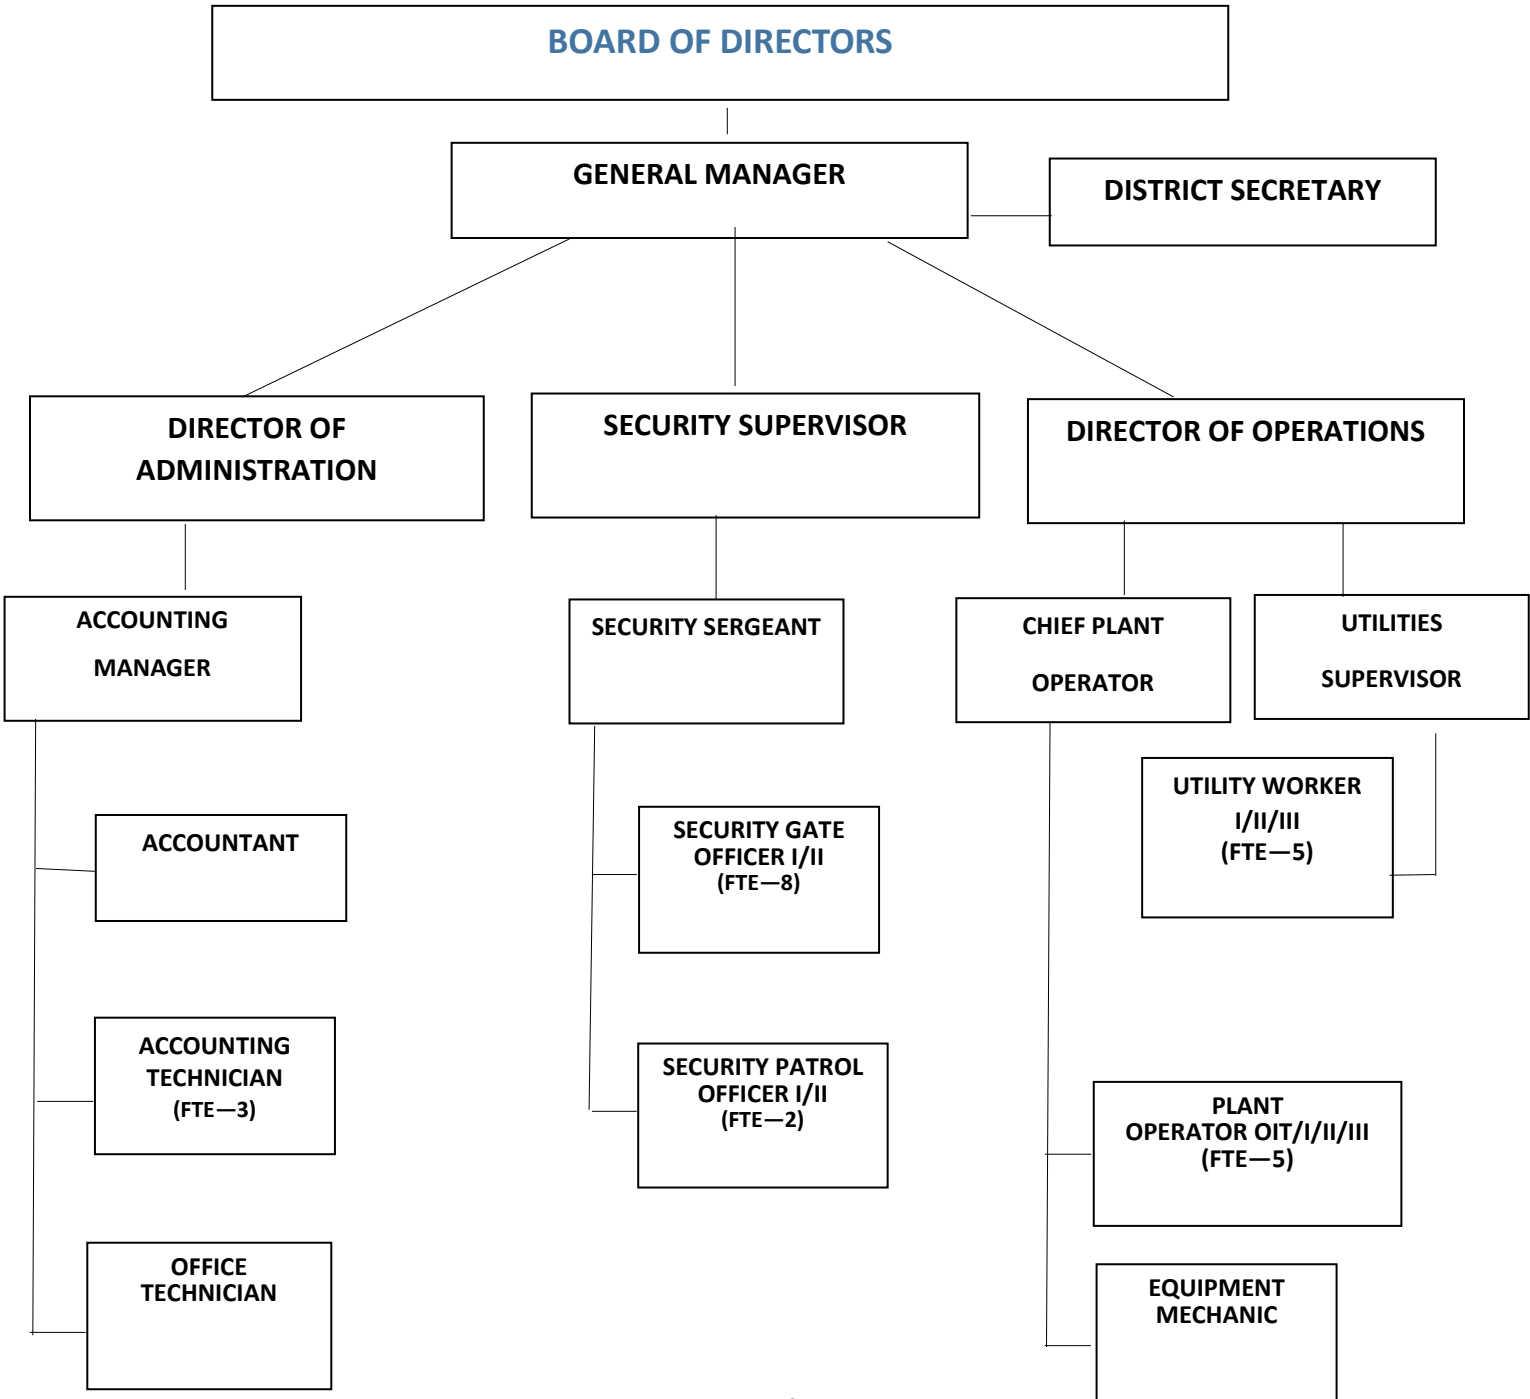 BOARD OF DIRECTORS
GENERAL MANAGER
DISTRICT SECRETARY
DIRECTOR OF
ADMINISTRATION
SECURITY SUPERVISOR
DIRECTOR OF OPERATIONS
ACCOUNTING
MANAGER
SECURITY SERGEANT
CHIEF PLANT
OPERATOR
UTILITIES
SUPERVISOR
ACCOUNTANT
SECURITY GATE
OFFICER I/II
(FTE—8)
UTILITY WORKER
I/II/III
(FTE—5)
ACCOUNTING
TECHNICIAN
(FTE—3)
SECURITY PATROL
OFFICER I/II
(FTE—2)
PLANT
OPERATOR OIT/I/II/III
(FTE—5)
OFFICE
TECHNICIAN
EQUIPMENT
MECHANIC